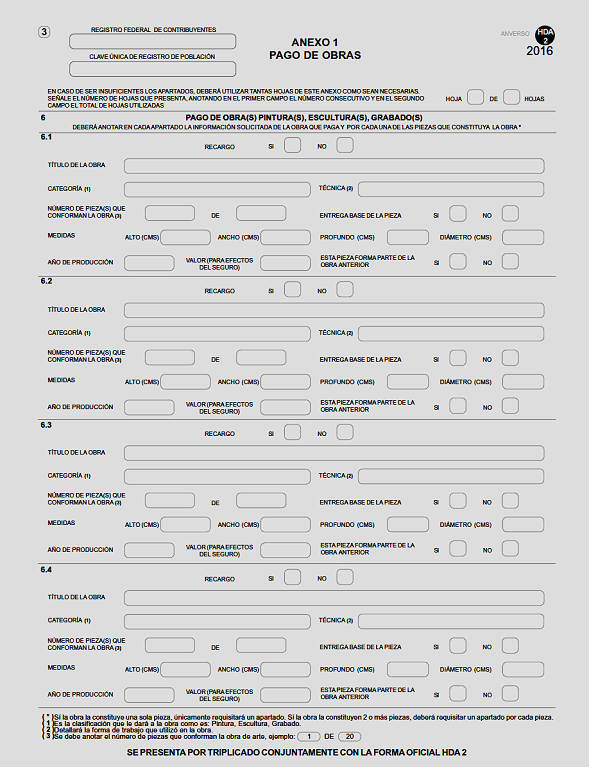 3
REGISTRO FEDERAL DE CONTRIBUYENTES
CLAVE ÚNICA DE REGISTRO DE POBLACIÓN
ANEXO 1
PAGO DE OBRAS
ANVERSO
HDA
2
2016
EN CASO DE SER INSUFICIENTES LOS APARTADOS, DEBERÁ UTILIZAR TANTAS HOJAS DE ESTE ANEXO COMO SEAN NECESARIAS.
SEÑALE EL NÚMERO DE HOJAS QUE PRESENTA, ANOTANDO EN EL PRIMER CAMPO EL NÚMERO CONSECUTIVO Y EN EL SEGUNDO
CAMPO EL TOTAL DE HOJAS UTILIZADAS
HOJA DE HOJAS
6 PAGO DE OBRA(S) PINTURA(S), ESCULTURA(S), GRABADO(S)
DEBERÁ ANOTAR EN CADA APARTADO LA INFORMACIÓN SOLICITADA DE LA OBRA QUE PAGA Y POR CADA UNA DE LAS PIEZAS QUE CONSTITUYA LA OBRA *
6.1
RECARGO SI NO
TÍTULO DE LA OBRA
CATEGORÍA (1) TÉCNICA (2)
NÚMERO DE PIEZA(S) QUE
CONFORMAN LA OBRA (3) DE ENTREGA BASE DE LA PIEZA SI NO
MEDIDAS ALTO (CMS) ANCHO (CMS) PROFUNDO (CMS) DIÁMETRO (CMS)
AÑO DE PRODUCCIÓN VALOR (PARA EFECTOS
DEL SEGURO) ESTA PIEZA FORMA PARTE DE LA
OBRA ANTERIOR SI NO
6.2
RECARGO SI NO
TÍTULO DE LA OBRA
CATEGORÍA (1) TÉCNICA (2)
NÚMERO DE PIEZA(S) QUE
CONFORMAN LA OBRA (3) DE ENTREGA BASE DE LA PIEZA SI NO
MEDIDAS ALTO (CMS) ANCHO (CMS) PROFUNDO (CMS) DIÁMETRO (CMS)
AÑO DE PRODUCCIÓN VALOR (PARA EFECTOS
DEL SEGURO) ESTA PIEZA FORMA PARTE DE LA
OBRA ANTERIOR SI NO
6.3
RECARGO SI NO
TÍTULO DE LA OBRA
CATEGORÍA (1) TÉCNICA (2)
NÚMERO DE PIEZA(S) QUE
CONFORMAN LA OBRA (3) DE ENTREGA BASE DE LA PIEZA SI NO
MEDIDAS ALTO (CMS) ANCHO (CMS) PROFUNDO (CMS) DIÁMETRO (CMS)
AÑO DE PRODUCCIÓN VALOR (PARA EFECTOS
DEL SEGURO) ESTA PIEZA FORMA PARTE DE LA
OBRA ANTERIOR SI NO
6.4
RECARGO SI NO
TÍTULO DE LA OBRA
CATEGORÍA (1) TÉCNICA (2)
NÚMERO DE PIEZA(S) QUE
CONFORMAN LA OBRA (3) DE ENTREGA BASE DE LA PIEZA SI NO
MEDIDAS ALTO (CMS) ANCHO (CMS) PROFUNDO (CMS) DIÁMETRO (CMS)
AÑO DE PRODUCCIÓN VALOR (PARA EFECTOS
DEL SEGURO) ESTA PIEZA FORMA PARTE DE LA
OBRA ANTERIOR SI NO
( * )Si la obra la constituye una sola pieza, únicamente requisitará un apartado. Si la obra la constituyen 2 o más piezas, deberá requisitar un apartado por cada pieza.
( 1 )Es la clasificación que le dará a la obra como es: Pintura, Escultura, Grabado.
( 2 )Detallará la forma de trabajo que utilizó en la obra.
( 3 )Se debe anotar el número de piezas que conforman la obra de arte, ejemplo: 1 DE 20
SE PRESENTA POR TRIPLICADO CONJUNTAMENTE CON LA FORMA OFICIAL HDA 2